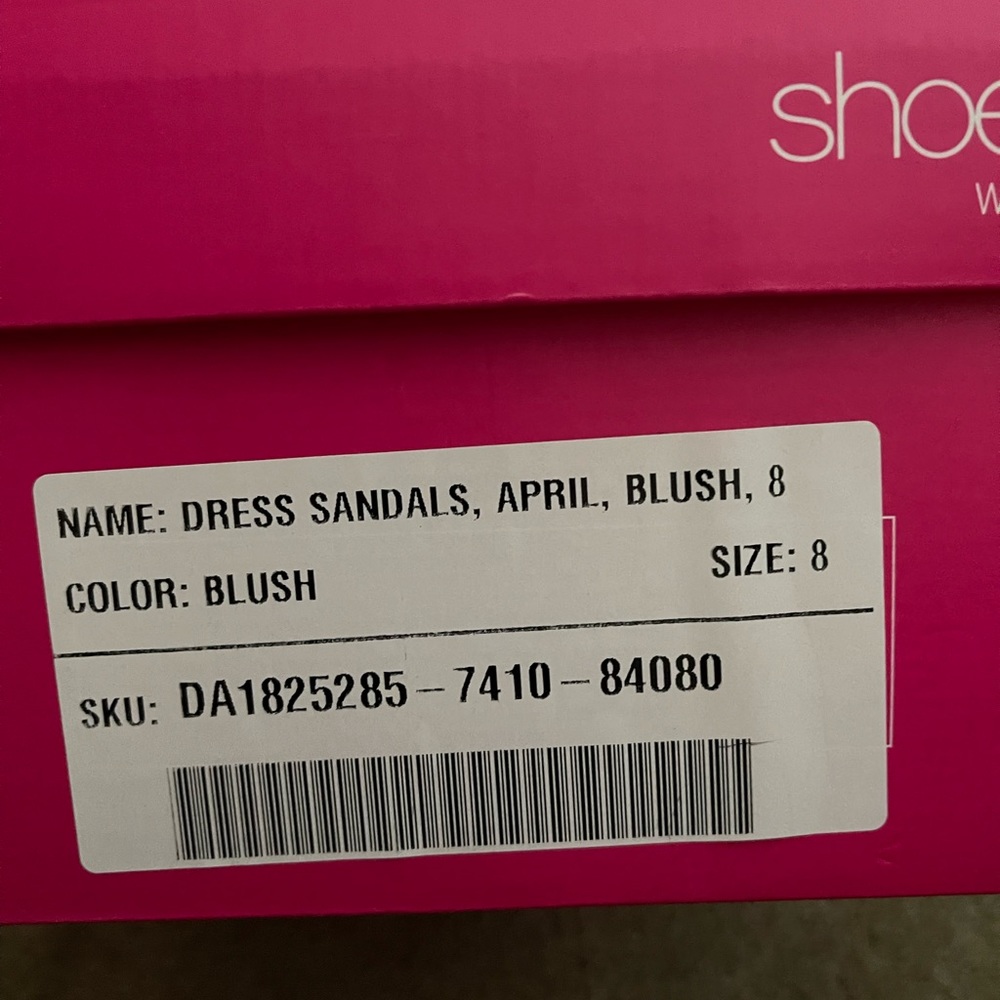 shoe
W
NAME: DRESS SANDALS, APRIL, BLUSH, 8
COLOR: BLUSH SIZE: 8
SKU: DA1825285-7410-84080